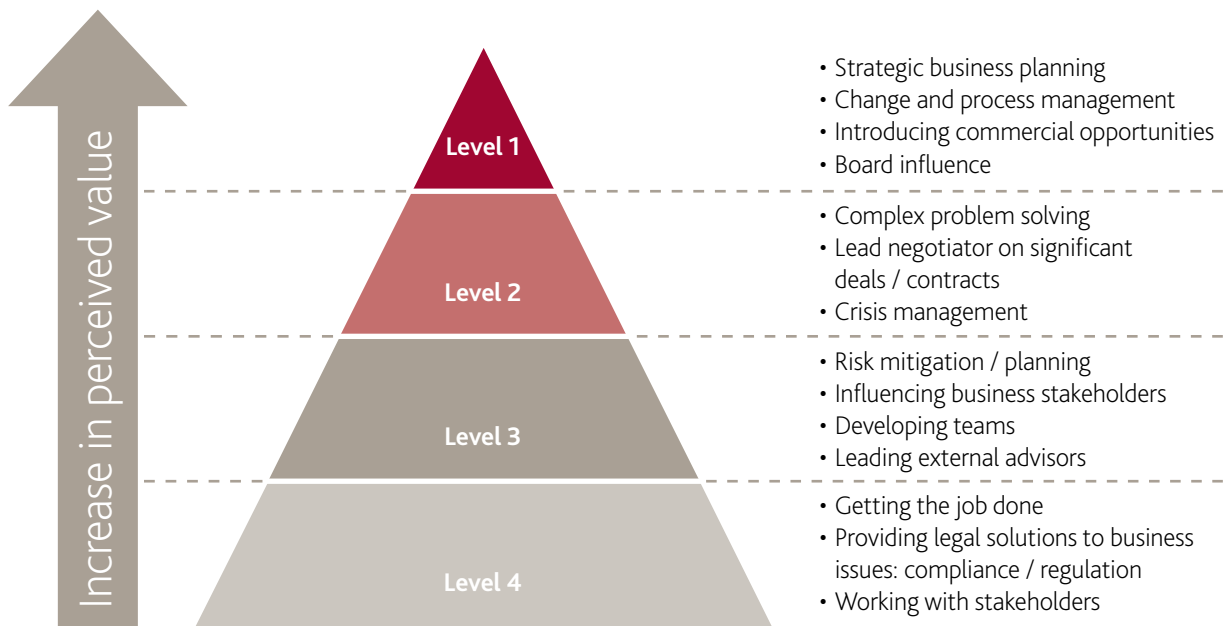 Increase in perceived value
Level 1
• Strategic business planning
• Change and process management
• Introducing commercial opportunities
• Board influence
Level 2
• Complex problem solving
• Lead negotiator on significant
deals / contracts
• Crisis management
Level 3
• Risk mitigation / planning
• Influencing business stakeholders
• Developing teams
• Leading external advisors
Level 4
• Getting the job done
• Providing legal solutions to business
issues: compliance / regulation
• Working with stakeholders